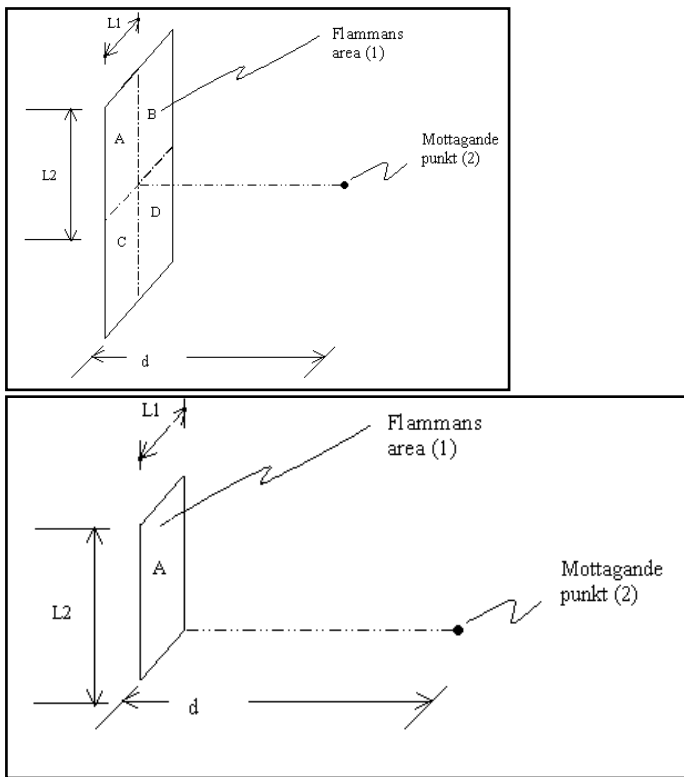 L1
Flammans
area (1)
B
A
Mottagande
punkt (2)
L2
D
C
d
L1
Flammans
area (1)
A
Mottagande
punkt (2)
L2
d